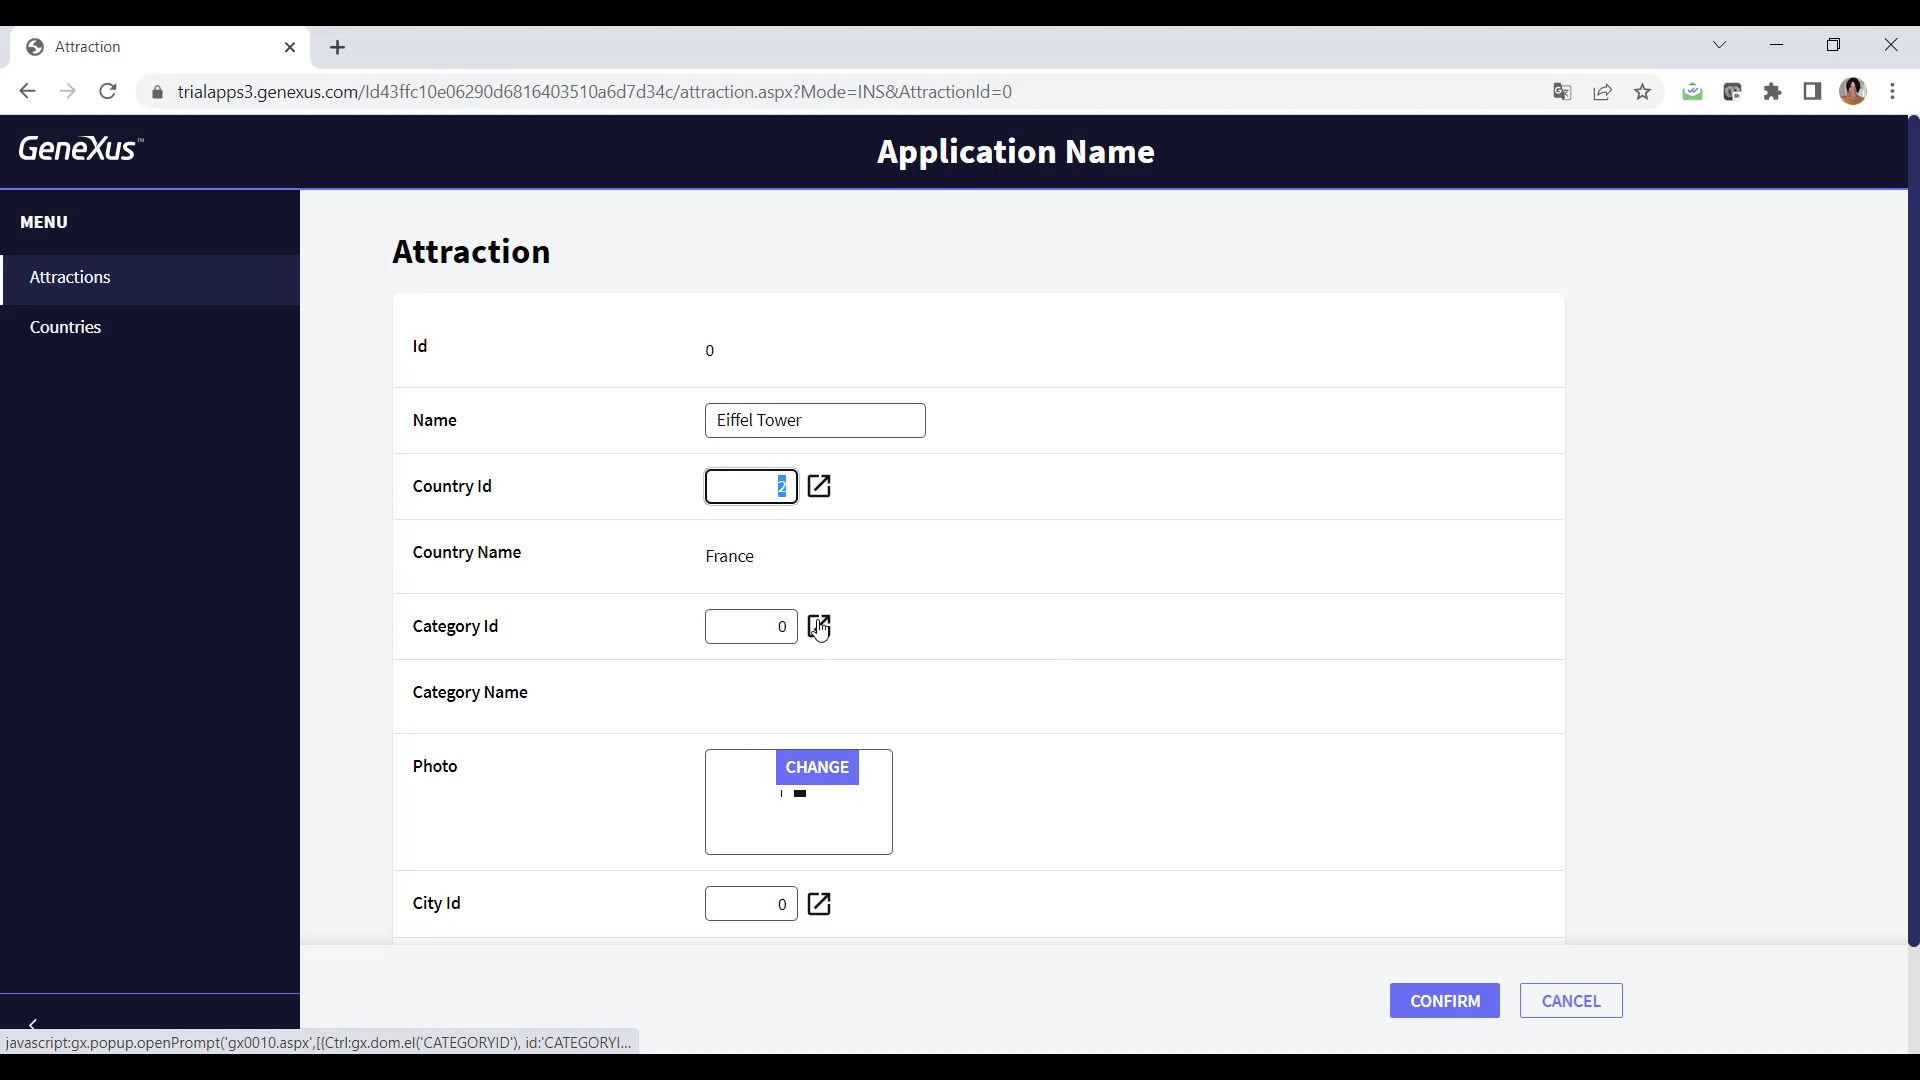 Attraction
trialapps3.genexus.com/Id43ffc10e06290d6816403510a6d7d34c/attraction.aspx?Mode=INS&AttractionId=0
GeneXus™
Application Name
MENU
Attractions
Countries
Attraction
Id 0
Name Eiffel Tower
Country Id 2
Country Name France
Category Id 0
Category Name
Photo CHANGE
City Id 0
CONFIRM CANCEL
javascript:gx.popup.openPrompt('gx0010.aspx',[{Ctrl:gx.dom.el('CATEGORYID'), id:'CATEGORYI...